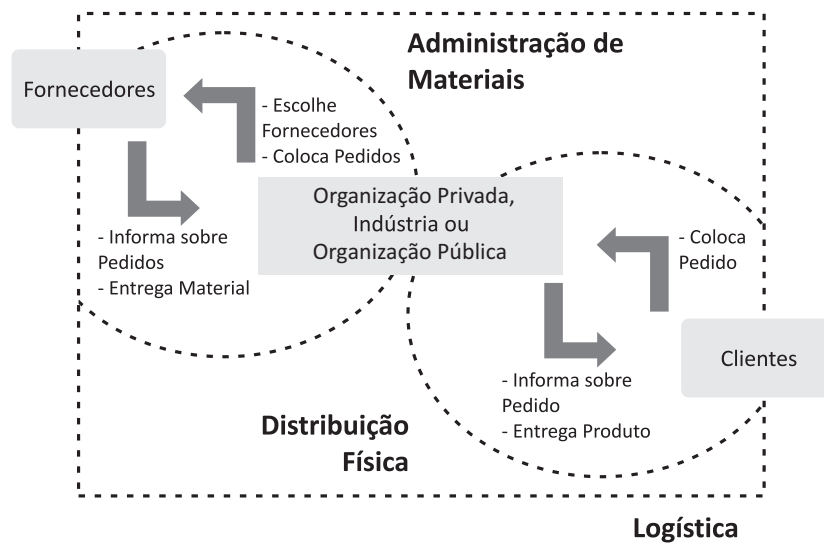 Administração de
Materiais
Fornecedores
- Escolhe
Fornecedores
- Coloca Pedidos
Organização Privada,
Indústria ou
Organização Pública
- Informa sobre
Pedidos
- Entrega Material
- Coloca
Pedido
Clientes
- Informa sobre
Pedido
- Entrega Produto
Distribuição
Física
Logística